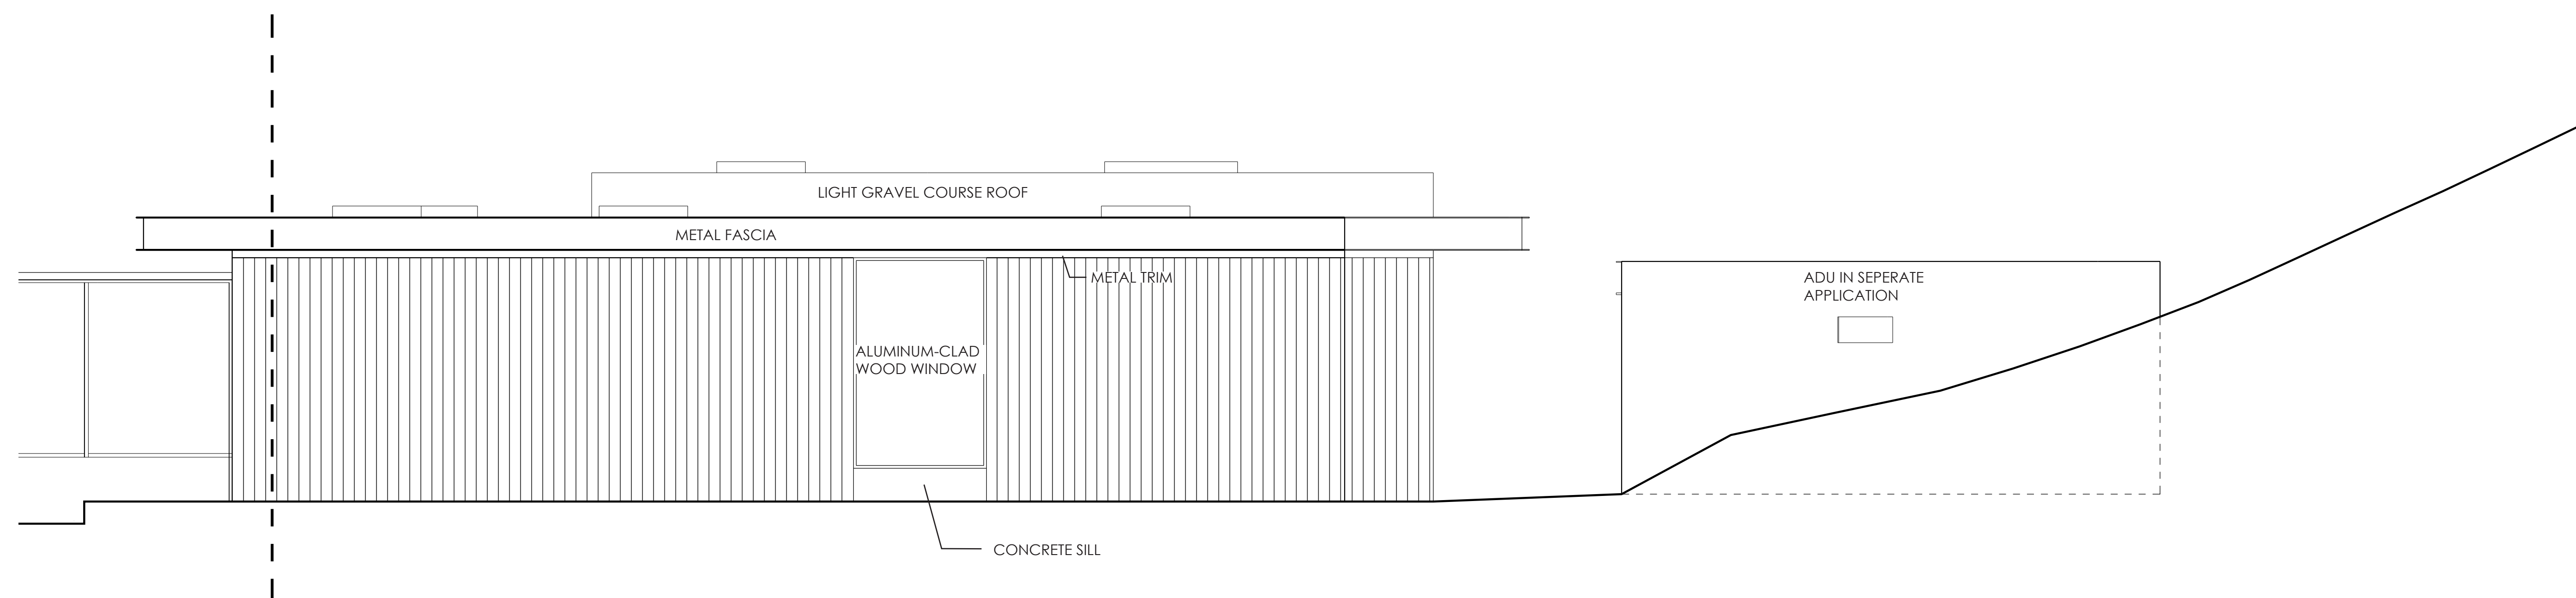 LIGHT GRAVEL COURSE ROOF
METAL FASCIA
METAL TRIM
ADU IN SEPERATE
APPLICATION
ALUMINUM-CLAD
WOOD WINDOW
CONCRETE SILL